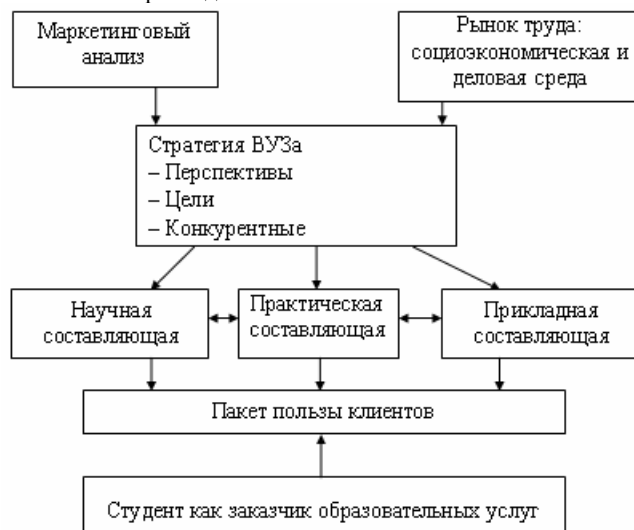 Маркетинговый
анализ
Рынок труда:
социоэкономическая и
деловая среда
Стратегия ВУЗа
– Перспективы
– Цели
– Конкурентные
Научная
составляющая
Практическая
составляющая
Прикладная
составляющая
Пакет пользы клиентов
Студент как заказчик образовательных услуг